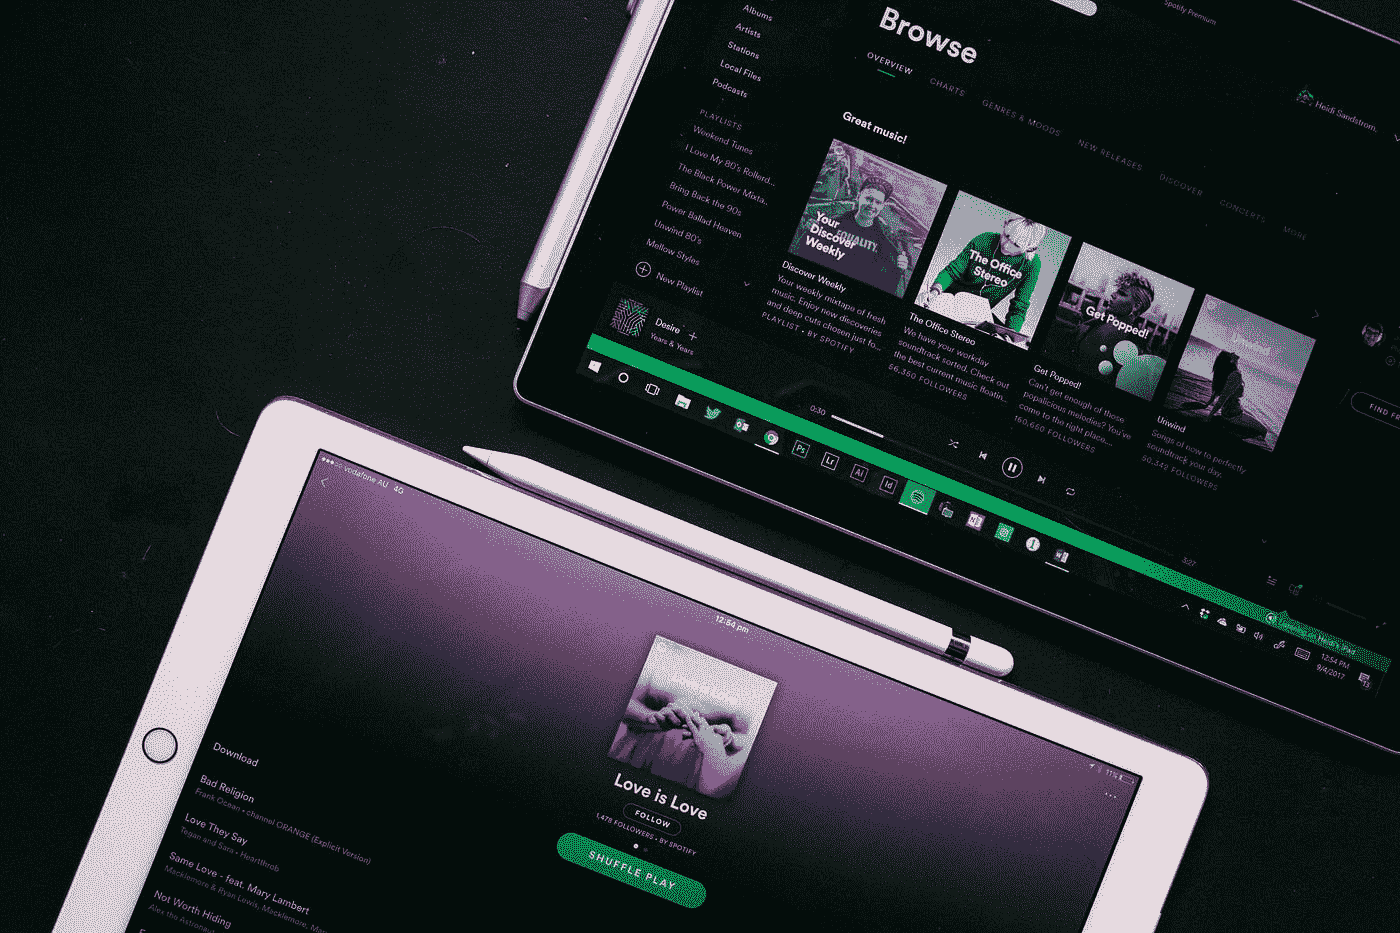 Spotify Premium
Albums
Artists
Stations
Local Files
Podcasts
PLAYLISTS
Weekend Tunes
I Love My 80's Rollerd...
The Black Power Mixta...
Bring Back the 90s
Power Ballad Heaven
Unwind 80's
Mellow Styles
New Playlist
Desire
Years & Years
Browse
OVERVIEW
CHARTS
GENRES & MOODS
NEW RELEASES
DISCOVER
CONCERTS
MORE
Heidi Sandstrom.
Great music!
EQUALITY.
Your
Discover
Weekly
Discover Weekly
Your weekly mixtape of fresh
music. Enjoy new discoveries
and deep cuts chosen just fo...
PLAYLIST • BY SPOTIFY
The Office
Stereo
The Office Stereo
We have your workday
soundtrack sorted. Check out
the best current music floatin...
56,350 FOLLOWERS
Get Popped!
Get Popped!
Can't get enough of those
popalicious melodies? You've
come to the right place...
160,650 FOLLOWERS
Unwind
Unwind
Songs of now to perfectly
soundtrack your day.
50,342 FOLLOWERS
FIND FR
0:30
3:27
Ps
Lr
Ai
Id
N
W
12:54 PM
9/4/2017
13
vodafone AU 4G
12:54 pm
11%
Love is Love
FOLLOW
1,478 FOLLOWERS • BY SPOTIFY
SHUFFLE PLAY
Download
Bad Religion
Frank Ocean • channel ORANGE (Explicit Version)
Love They Say
Tegan and Sara • Heartthrob
Same Love - feat. Mary Lambert
Macklemore & Ryan Lewis, Macklemore,
Not Worth Hiding
Alex the Astronaut